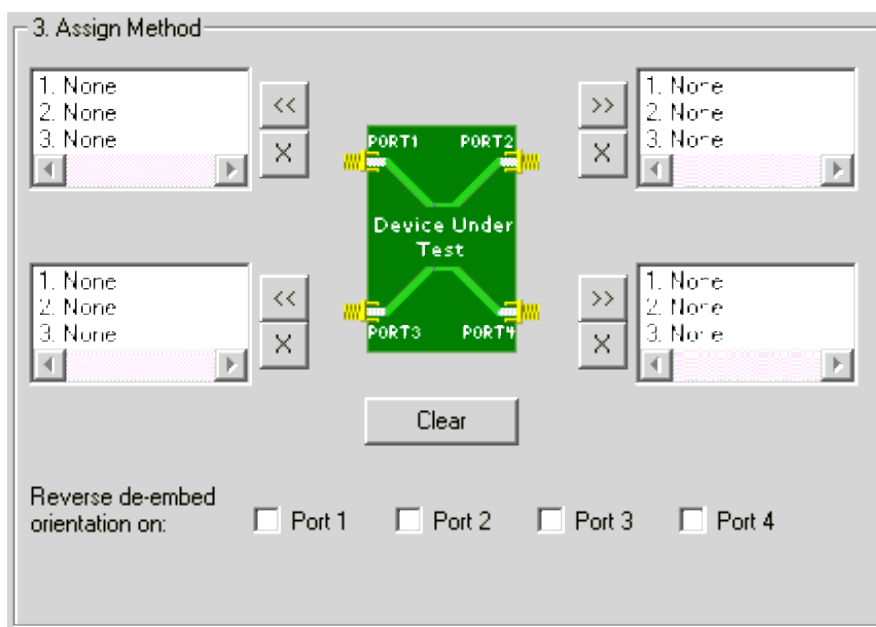 3. Assign Method
1. None
2. None
3. None
<<
X
>>
X
1. None
2. None
3. None
PORT1 PORT2
Device Under
Test
PORT3 PORT4
1. None
2. None
3. None
<<
X
>>
X
1. None
2. None
3. None
Clear
Reverse de-embed
orientation on:
Port 1 Port 2 Port 3 Port 4